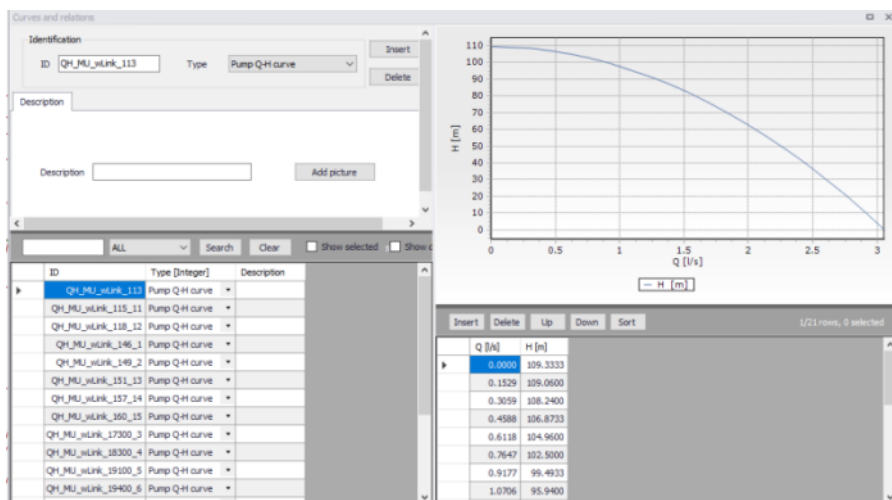 Curves and relations
Identification
ID QH_MU_wLink_113 Type Pump Q-H curve
Insert
Delete
Description
Description Add picture
ALL Search Clear Show selected Show
ID Type [Integer] Description
QH_MU_wLink_113 Pump Q-H curve
QH_MU_wLink_115_11 Pump Q-H curve
QH_MU_wLink_118_12 Pump Q-H curve
QH_MU_wLink_146_1 Pump Q-H curve
QH_MU_wLink_149_2 Pump Q-H curve
QH_MU_wLink_151_13 Pump Q-H curve
QH_MU_wLink_157_14 Pump Q-H curve
QH_MU_wLink_160_15 Pump Q-H curve
QH_MU_wLink_17300_3 Pump Q-H curve
QH_MU_wLink_18300_4 Pump Q-H curve
QH_MU_wLink_19100_5 Pump Q-H curve
QH_MU_wLink_19400_6 Pump Q-H curve
110
100
90
80
70
60
50
40
30
20
10
0
H [m]
0 0.5 1 1.5 2 2.5 3
Q [l/s]
H [m]
Insert Delete Up Down Sort 1/21 rows, 0 selected
Q [l/s] H [m]
0.0000 109.3333
0.1529 109.0600
0.3059 108.2400
0.4588 106.8733
0.6118 104.9600
0.7647 102.5000
0.9177 99.4933
1.0706 95.9400